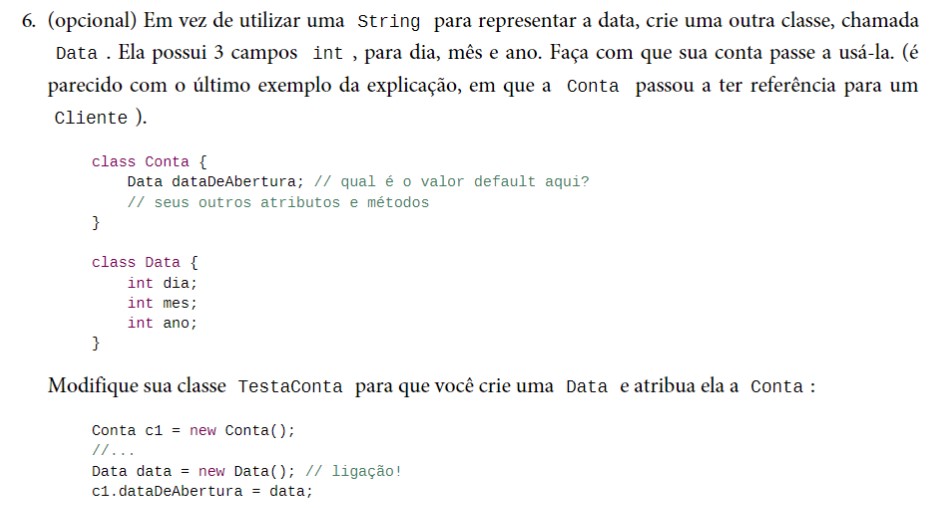 6. (opcional) Em vez de utilizar uma String para representar a data, crie uma outra classe, chamada
Data . Ela possui 3 campos int , para dia, mês e ano. Faça com que sua conta passe a usá-la. (é
parecido com o último exemplo da explicação, em que a Conta passou a ter referência para um
Cliente ).
class Conta {
Data dataDeAbertura; // qual é o valor default aqui?
// seus outros atributos e métodos
}
class Data {
int dia;
int mes;
int ano;
}
Modifique sua classe TestaConta para que você crie uma Data e atribua ela a Conta :
Conta c1 = new Conta();
//...
Data data = new Data(); // ligação!
c1.dataDeAbertura = data;